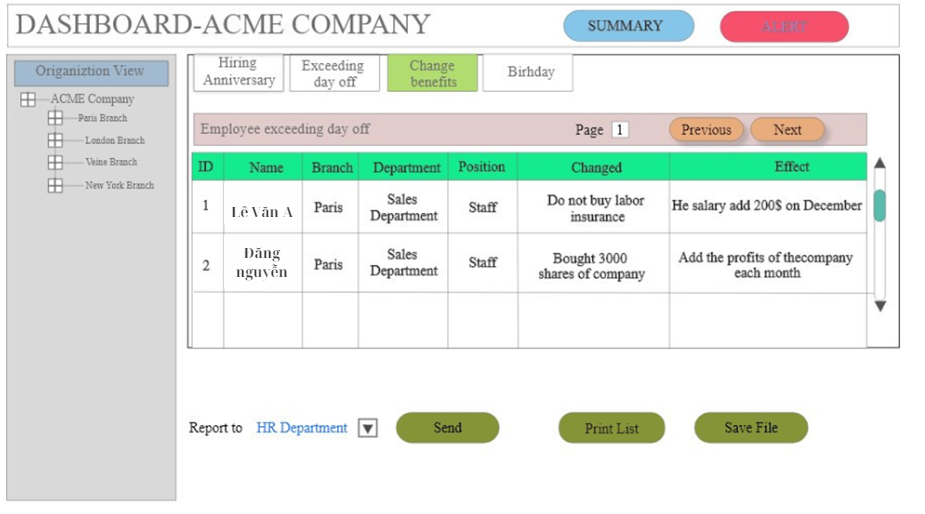 DASHBOARD-ACME COMPANY
SUMMARY
ALERT
Origaniztion View
ACME Company
Paris Branch
London Branch
Veine Branch
New York Branch
Hiring
Anniversary
Exceeding
day off
Change
benefits
Birhday
Employee exceeding day off
Page 1
Previous
Next
ID Name Branch Department Position Changed Effect
1 Lê Văn A Paris Sales Department Staff Do not buy labor insurance He salary add 200$ on December
2 Đăng nguyễn Paris Sales Department Staff Bought 3000 shares of company Add the profits of thecompany each month
Report to HR Department
Send
Print List
Save File